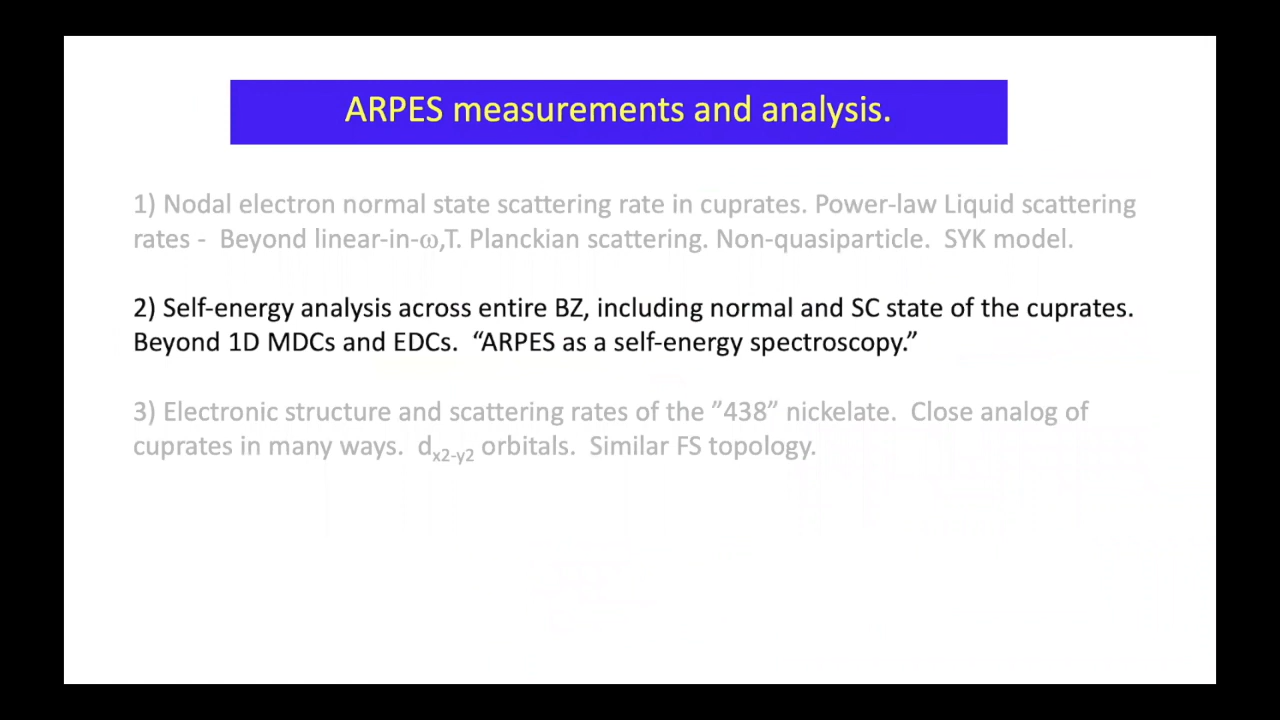 ARPES measurements and analysis.
1) Nodal electron normal state scattering rate in cuprates. Power-law Liquid scattering
rates - Beyond linear-in-ω,T. Planckian scattering. Non-quasiparticle. SYK model.
2) Self-energy analysis across entire BZ, including normal and SC state of the cuprates.
Beyond 1D MDCs and EDCs. “ARPES as a self-energy spectroscopy.”
3) Electronic structure and scattering rates of the ”438” nickelate. Close analog of
cuprates in many ways. dx2-y2 orbitals. Similar FS topology.